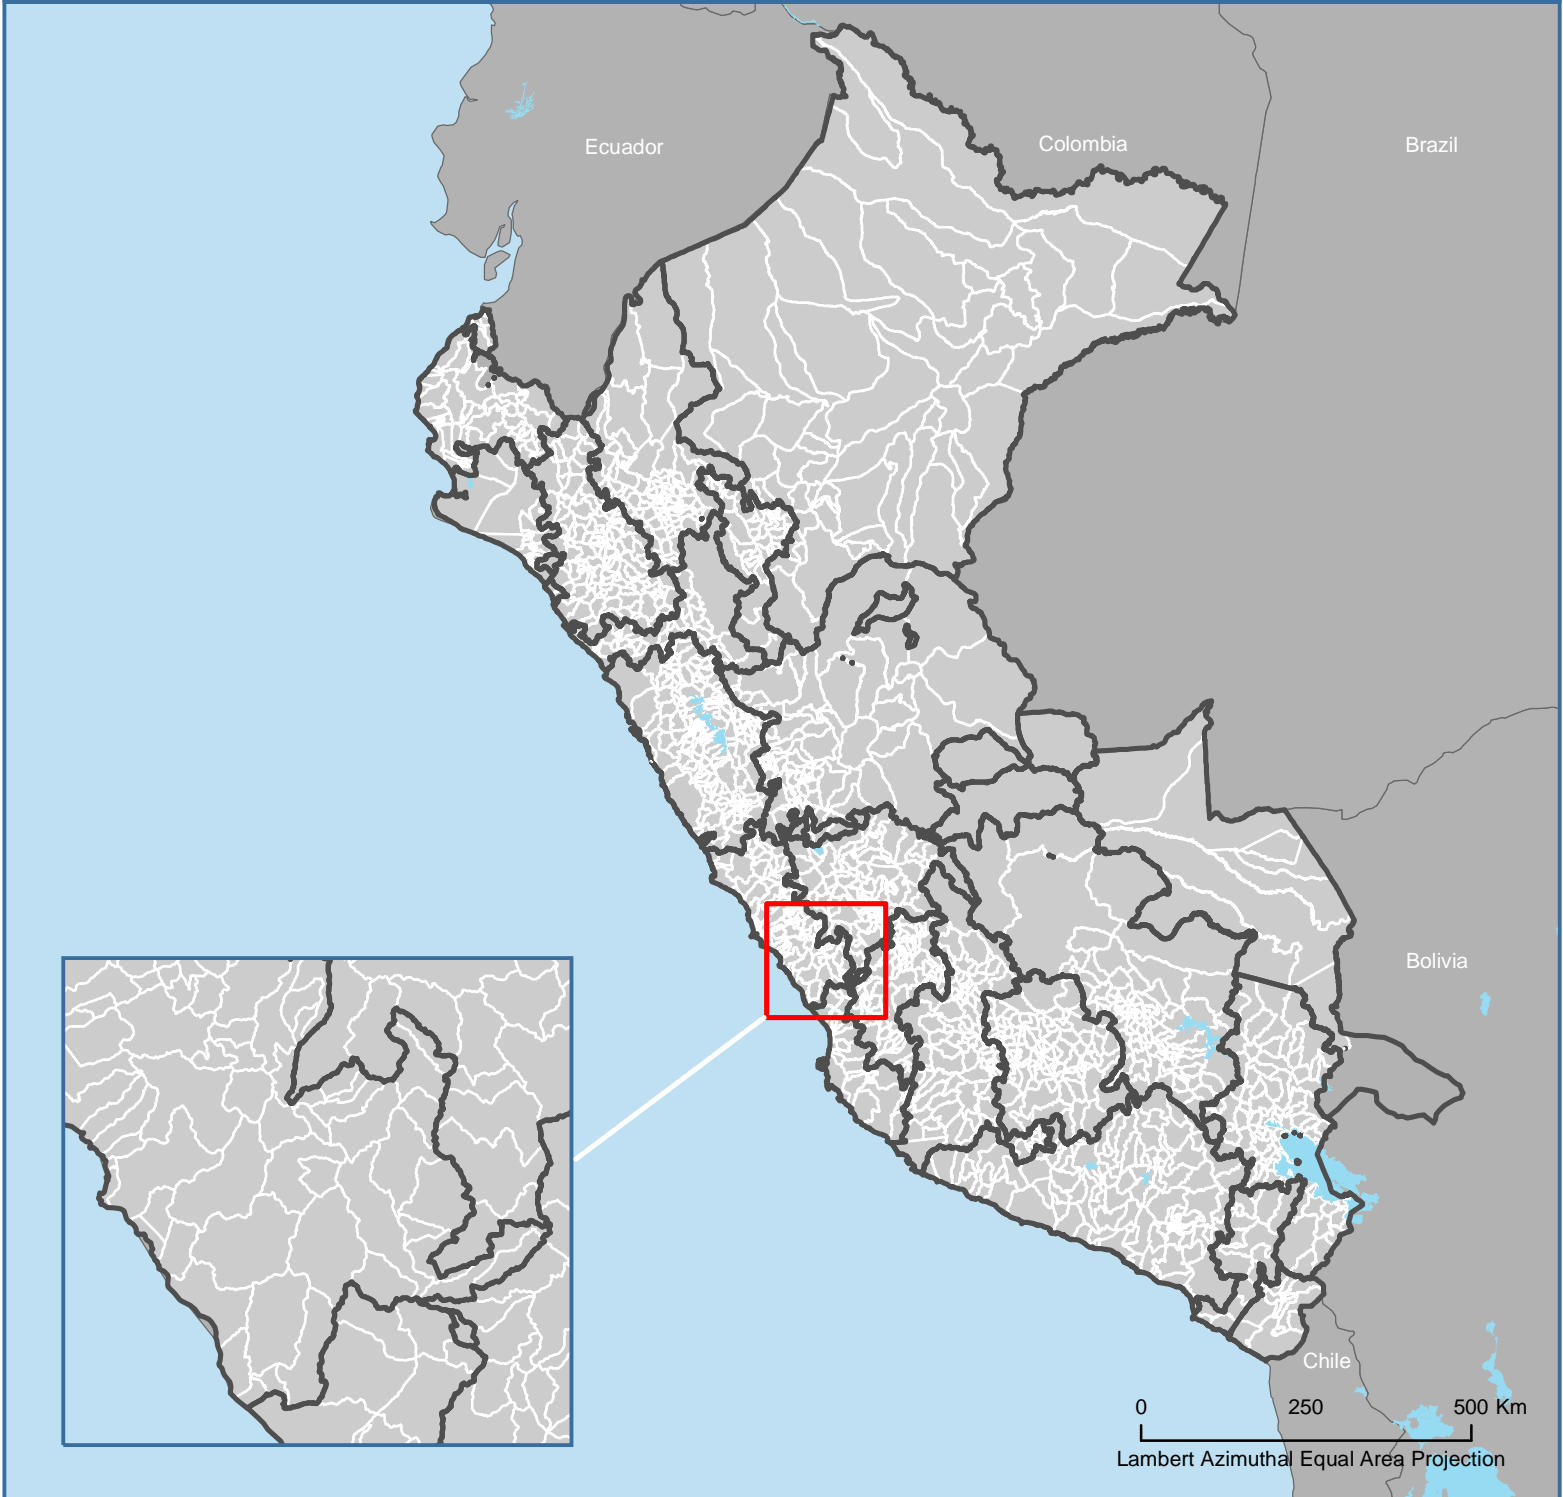 Ecuador
Colombia
Brazil
Bolivia
Chile
0 250 500 Km
Lambert Azimuthal Equal Area Projection